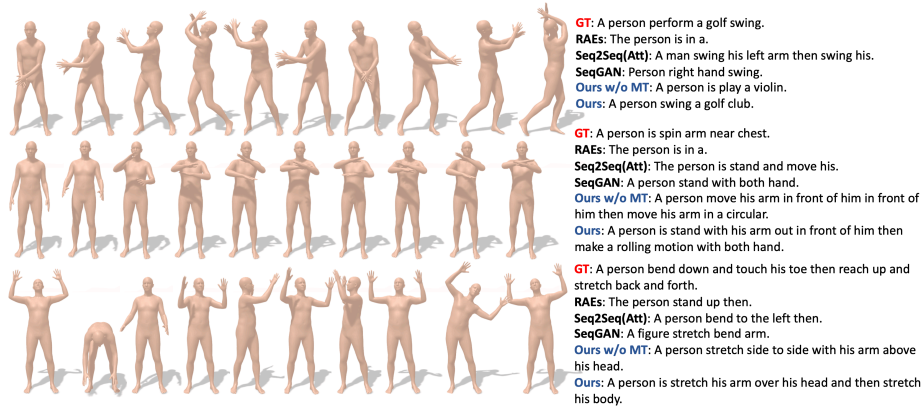 GT: A person perform a golf swing.
RAEs: The person is in a.
Seq2Seq(Att): A man swing his left arm then swing his.
SeqGAN: Person right hand swing.
Ours w/o MT: A person is play a violin.
Ours: A person swing a golf club.
GT: A person is spin arm near chest.
RAEs: The person is in a.
Seq2Seq(Att): The person is stand and move his.
SeqGAN: A person stand with both hand.
Ours w/o MT: A person move his arm in front of him in front of
him then move his arm in a circular.
Ours: A person is stand with his arm out in front of him then
make a rolling motion with both hand.
GT: A person bend down and touch his toe then reach up and
stretch back and forth.
RAEs: The person stand up then.
Seq2Seq(Att): A person bend to the left then.
SeqGAN: A figure stretch bend arm.
Ours w/o MT: A person stretch side to side with his arm above
his head.
Ours: A person is stretch his arm over his head and then stretch
his body.